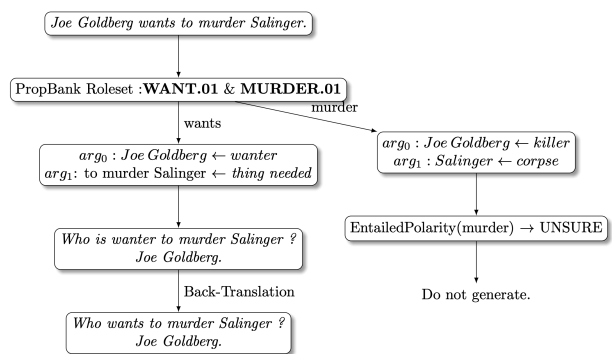 Joe Goldberg wants to murder Salinger.
PropBank Roleset :WANT.01 & MURDER.01
murder
wants
arg₀ : Joe Goldberg ← wanter
arg₁: to murder Salinger ← thing needed
arg₀ : Joe Goldberg ← killer
arg₁ : Salinger ← corpse
Who is wanter to murder Salinger ?
Joe Goldberg.
EntailedPolarity(murder) → UNSURE
Back-Translation
Do not generate.
Who wants to murder Salinger ?
Joe Goldberg.